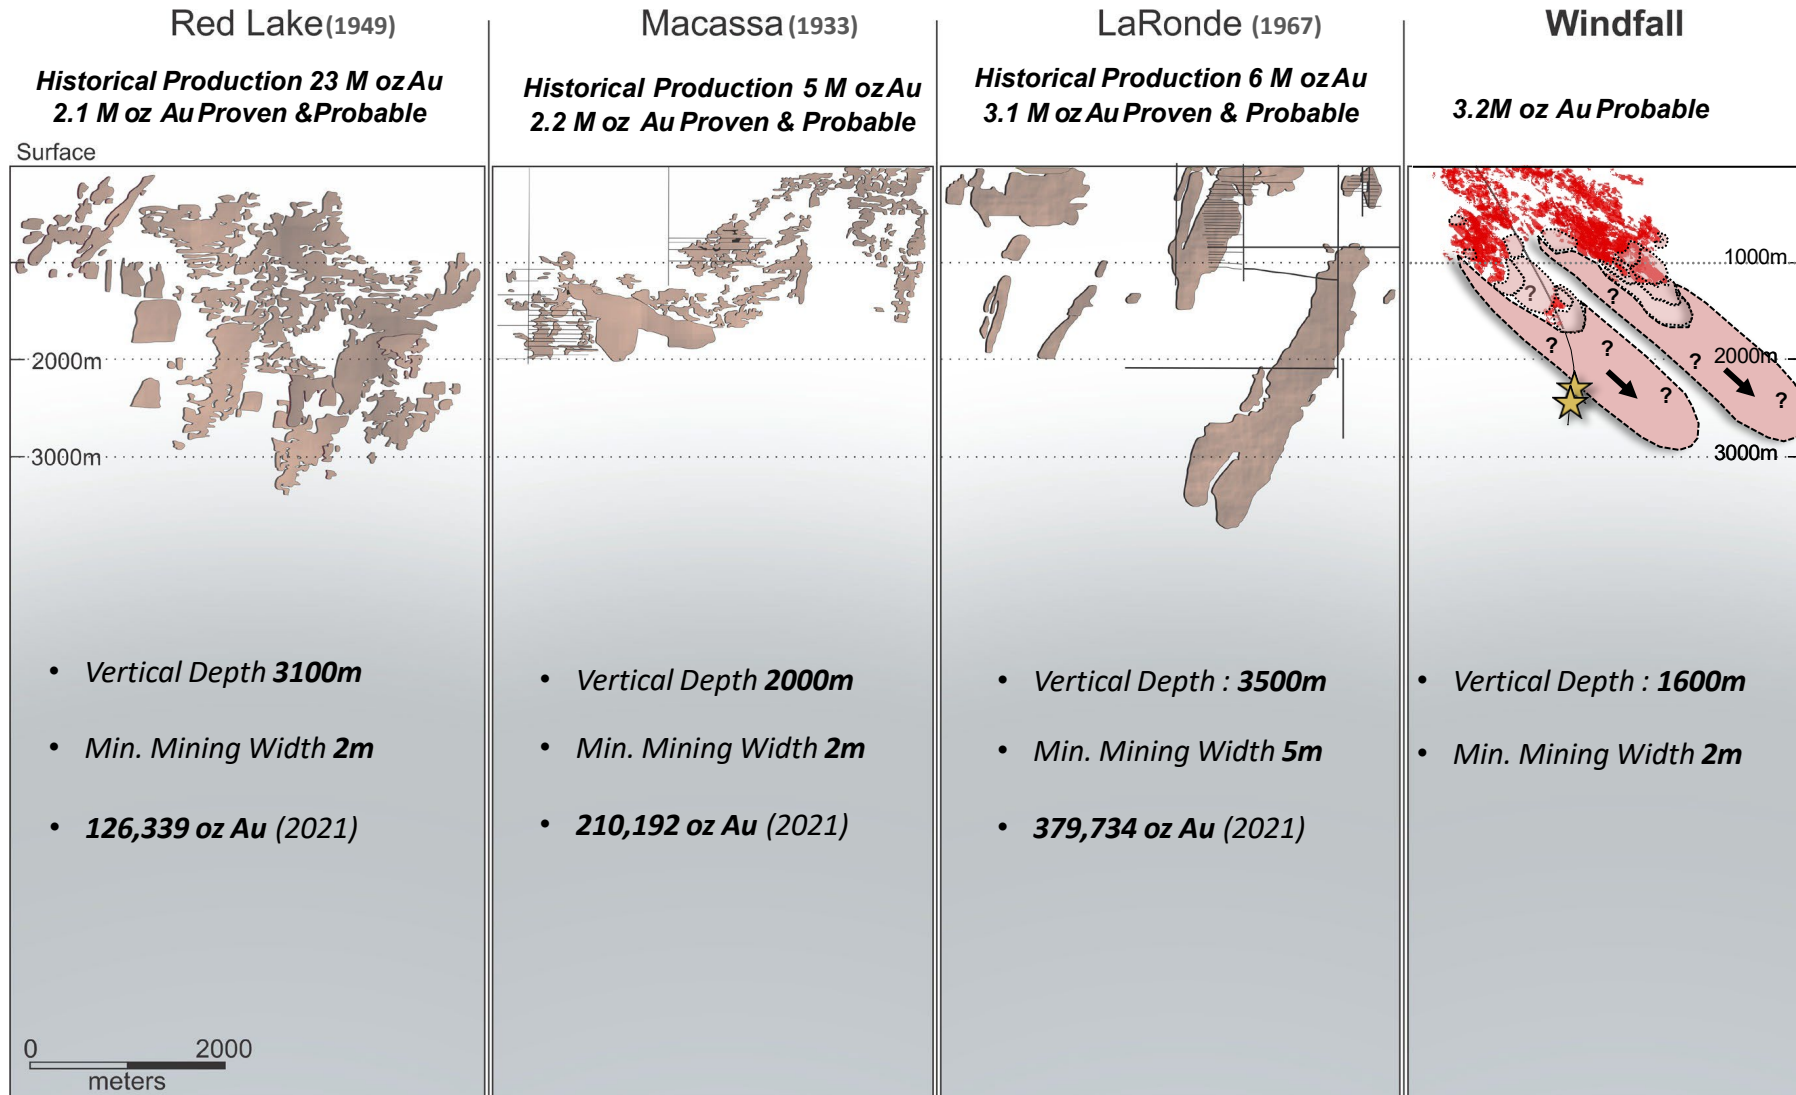 Red Lake (1949)
Historical Production 23 M oz Au
2.1 M oz Au Proven & Probable
Surface
2000m
3000m
• Vertical Depth 3100m
• Min. Mining Width 2m
• 126,339 oz Au (2021)
0 2000
meters
Macassa (1933)
Historical Production 5 M oz Au
2.2 M oz Au Proven & Probable
• Vertical Depth 2000m
• Min. Mining Width 2m
• 210,192 oz Au (2021)
LaRonde (1967)
Historical Production 6 M oz Au
3.1 M oz Au Proven & Probable
• Vertical Depth : 3500m
• Min. Mining Width 5m
• 379,734 oz Au (2021)
Windfall
3.2M oz Au Probable
1000m
? ?
? ? ? 2000m
? ?
3000m
• Vertical Depth : 1600m
• Min. Mining Width 2m